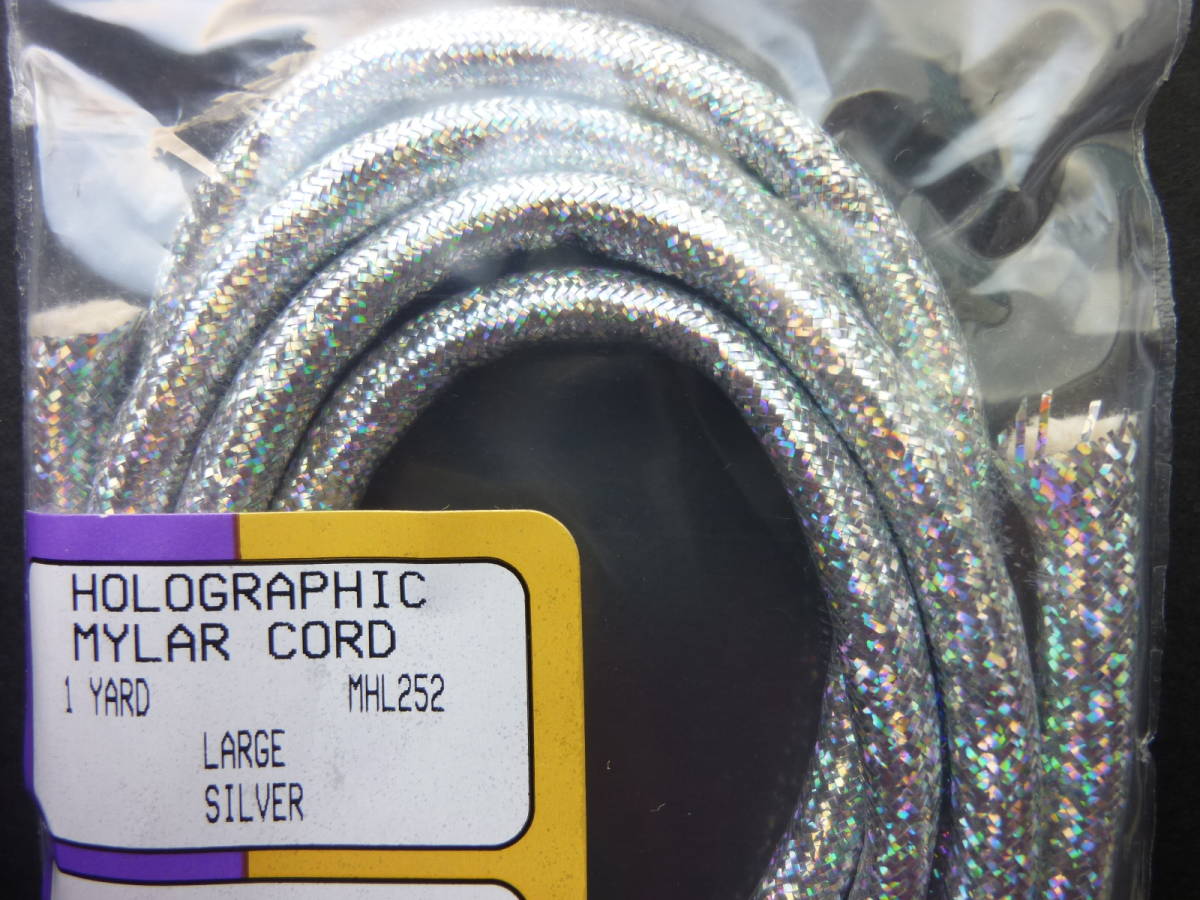 HOLOGRAPHIC
MYLAR CORD
1 YARD MHL252
LARGE
SILVER